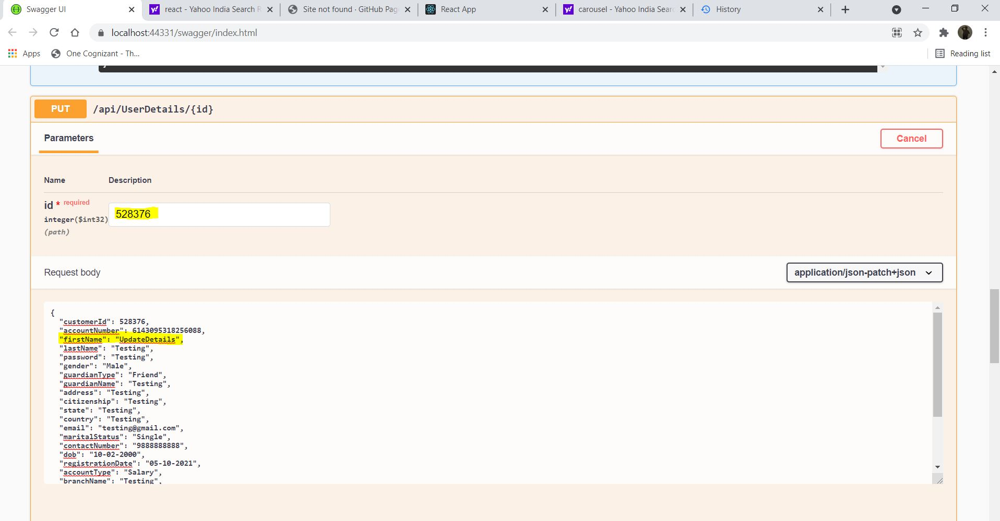 Swagger UI
react - Yahoo India Search R
Site not found · GitHub Pag
React App
carousel - Yahoo India Searc
History
localhost:44331/swagger/index.html
Apps
One Cognizant - Th...
Reading list
PUT /api/UserDetails/{id}
Parameters
Cancel
Name Description
id * required
integer($int32)
(path)
528376
Request body
application/json-patch+json
{
"customerId": 528376,
"accountNumber": 6143095318256088,
"firstName": "UpdateDetails",
"lastName": "Testing",
"password": "Testing",
"gender": "Male",
"guardianType": "Friend",
"guardianName": "Testing",
"address": "Testing",
"citizenship": "Testing",
"state": "Testing",
"country": "Testing",
"email": "testing@gmail.com",
"maritalStatus": "Single",
"contactNumber": "9888888888",
"dob": "10-02-2000",
"registrationDate": "05-10-2021",
"accountType": "Salary",
"branchName": "Testing",